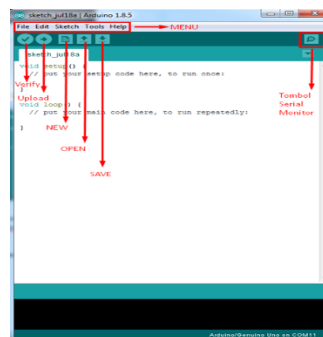 sketch_jul18a | Arduino 1.8.5
File Edit Sketch Tools Help
MENU
sketch_jul18a
void setup() {
// put your setup code here, to run once:
Verify
}
Upload
void loop() {
// put your main code here, to run repeatedly:
NEW
}
OPEN
SAVE
Tombol
Serial
Monitor
Arduino/Genuino Uno on COM11